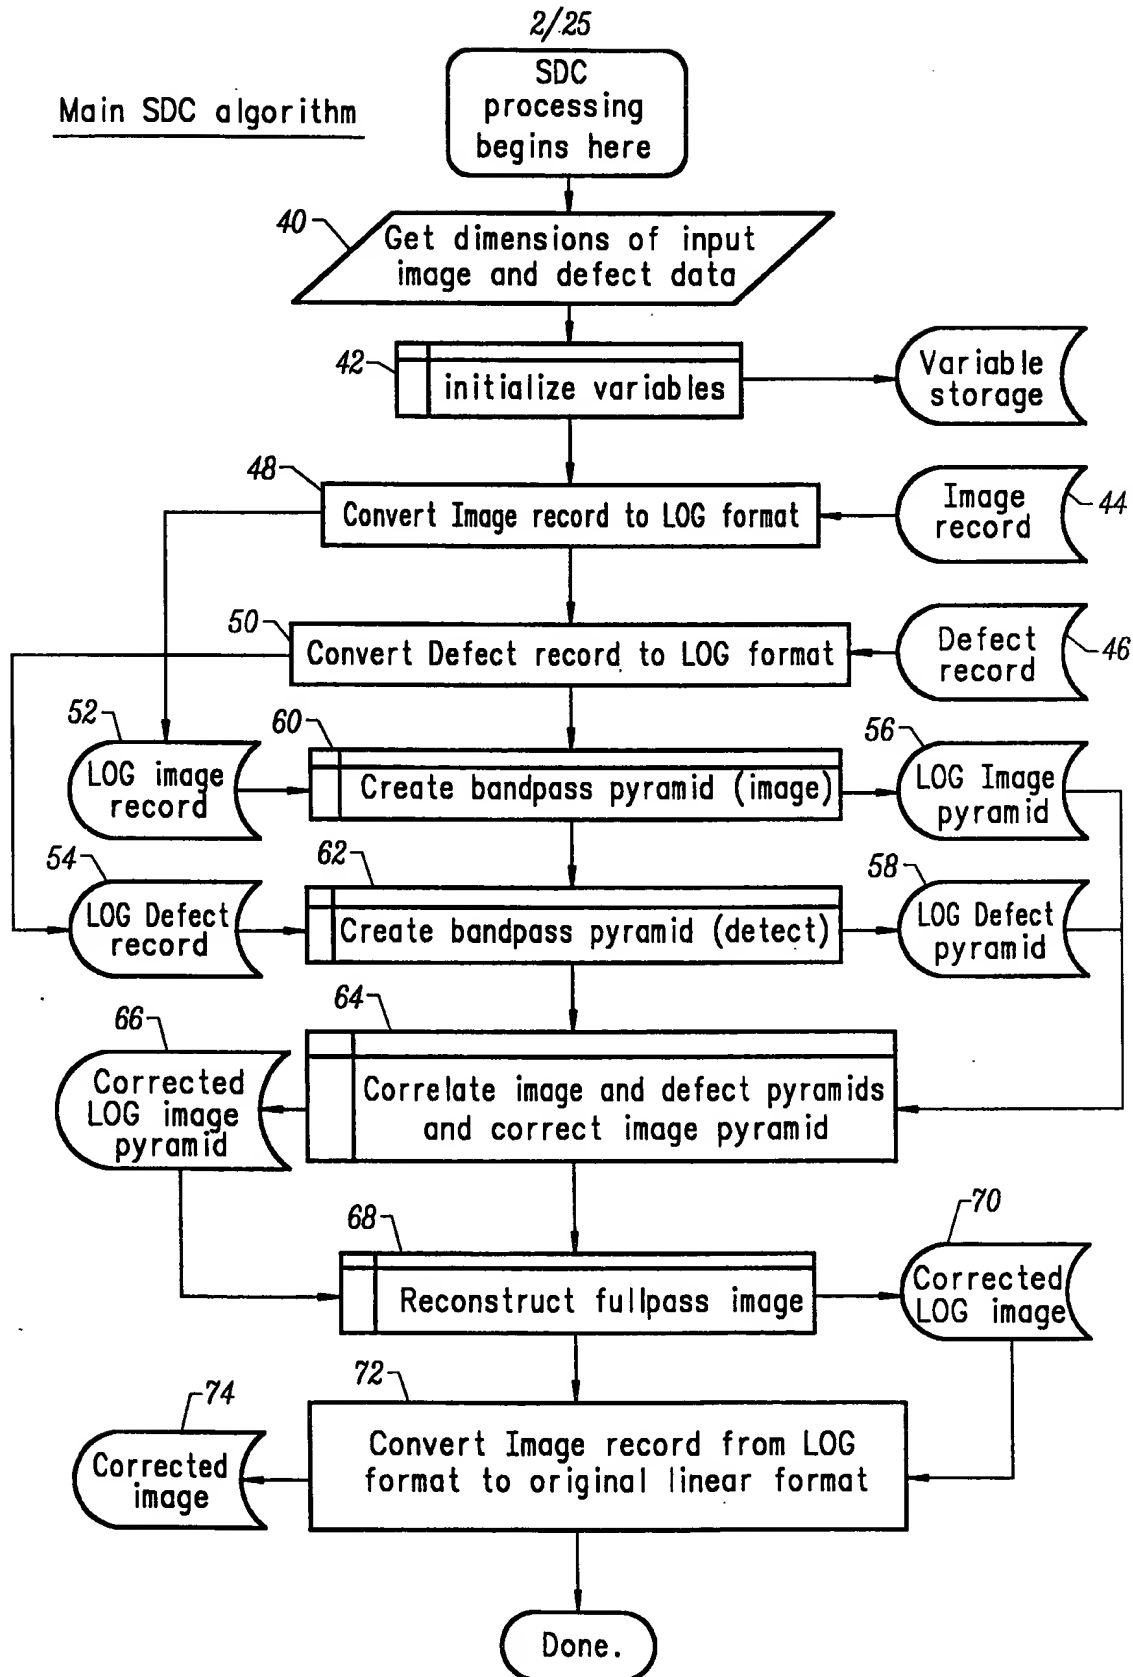 2/25
Main SDC algorithm
SDC
processing
begins here
40
Get dimensions of input
image and defect data
42
initialize variables
Variable
storage
48
Convert Image record to LOG format
Image
record
44
50
Convert Defect record to LOG format
Defect
record
46
52
LOG image
record
60
Create bandpass pyramid (image)
56
LOG Image
pyramid
54
LOG Defect
record
62
Create bandpass pyramid (detect)
58
LOG Defect
pyramid
64
Correlate image and defect pyramids
and correct image pyramid
66
Corrected
LOG image
pyramid
68
Reconstruct fullpass image
70
Corrected
LOG image
72
Convert Image record from LOG
format to original linear format
74
Corrected
image
Done.